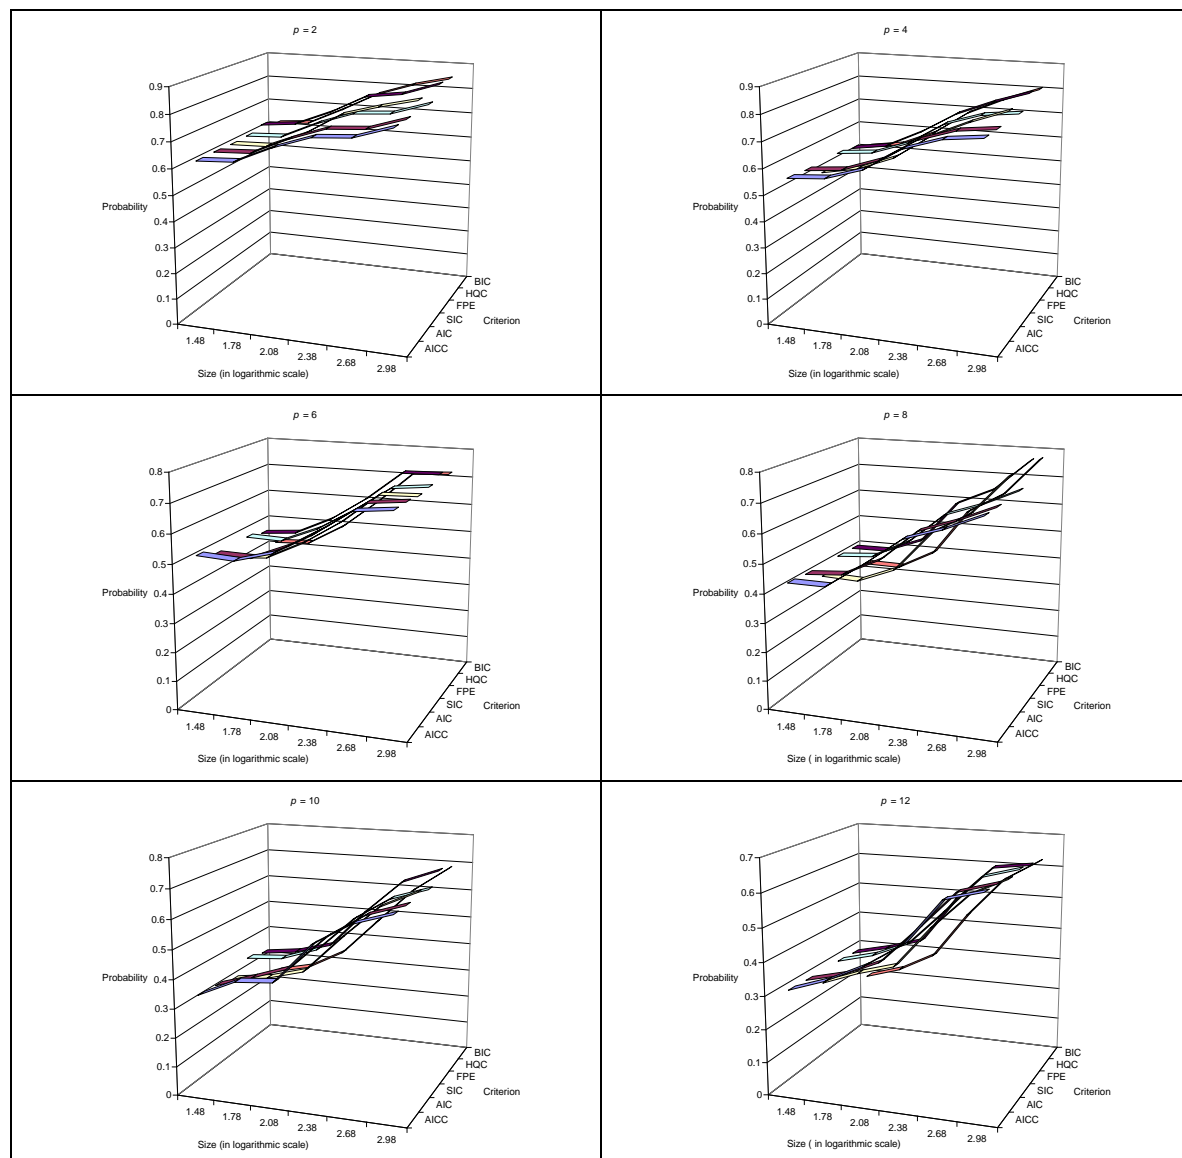 p = 2
0.9
0.8
0.7
0.6
0.5
Probability
0.4
0.3
0.2
0.1
0
1.48
1.78
2.08
2.38
2.68
2.98
Size (in logarithmic scale)
BIC
HQC
FPE
SIC
AIC
AICC
Criterion
p = 4
0.9
0.8
0.7
0.6
0.5
Probability
0.4
0.3
0.2
0.1
0
1.48
1.78
2.08
2.38
2.68
2.98
Size (in logarithmic scale)
BIC
HQC
FPE
SIC
AIC
AICC
Criterion
p = 6
0.8
0.7
0.6
0.5
Probability
0.4
0.3
0.2
0.1
0
1.48
1.78
2.08
2.38
2.68
2.98
Size (in logarithmic scale)
BIC
HQC
FPE
SIC
AIC
AICC
Criterion
p = 8
0.8
0.7
0.6
0.5
Probability
0.4
0.3
0.2
0.1
0
1.48
1.78
2.08
2.38
2.68
2.98
Size ( in logarithmic scale)
BIC
HQC
FPE
SIC
AIC
AICC
Criterion
p = 10
0.8
0.7
0.6
0.5
Probability
0.4
0.3
0.2
0.1
0
1.48
1.78
2.08
2.38
2.68
2.98
Size (in logarithmic scale)
BIC
HQC
FPE
SIC
AIC
AICC
Criterion
p = 12
0.7
0.6
0.5
0.4
Probability
0.3
0.2
0.1
0
1.48
1.78
2.08
2.38
2.68
2.98
Size ( in logarithmic scale)
BIC
HQC
FPE
SIC
AIC
AICC
Criterion